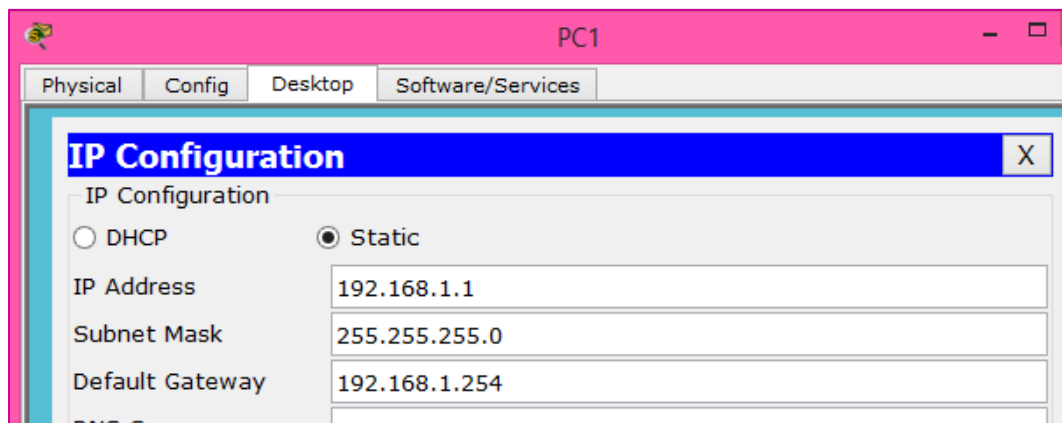 PC1
Physical Config Desktop Software/Services
IP Configuration X
IP Configuration
DHCP Static
IP Address 192.168.1.1
Subnet Mask 255.255.255.0
Default Gateway 192.168.1.254